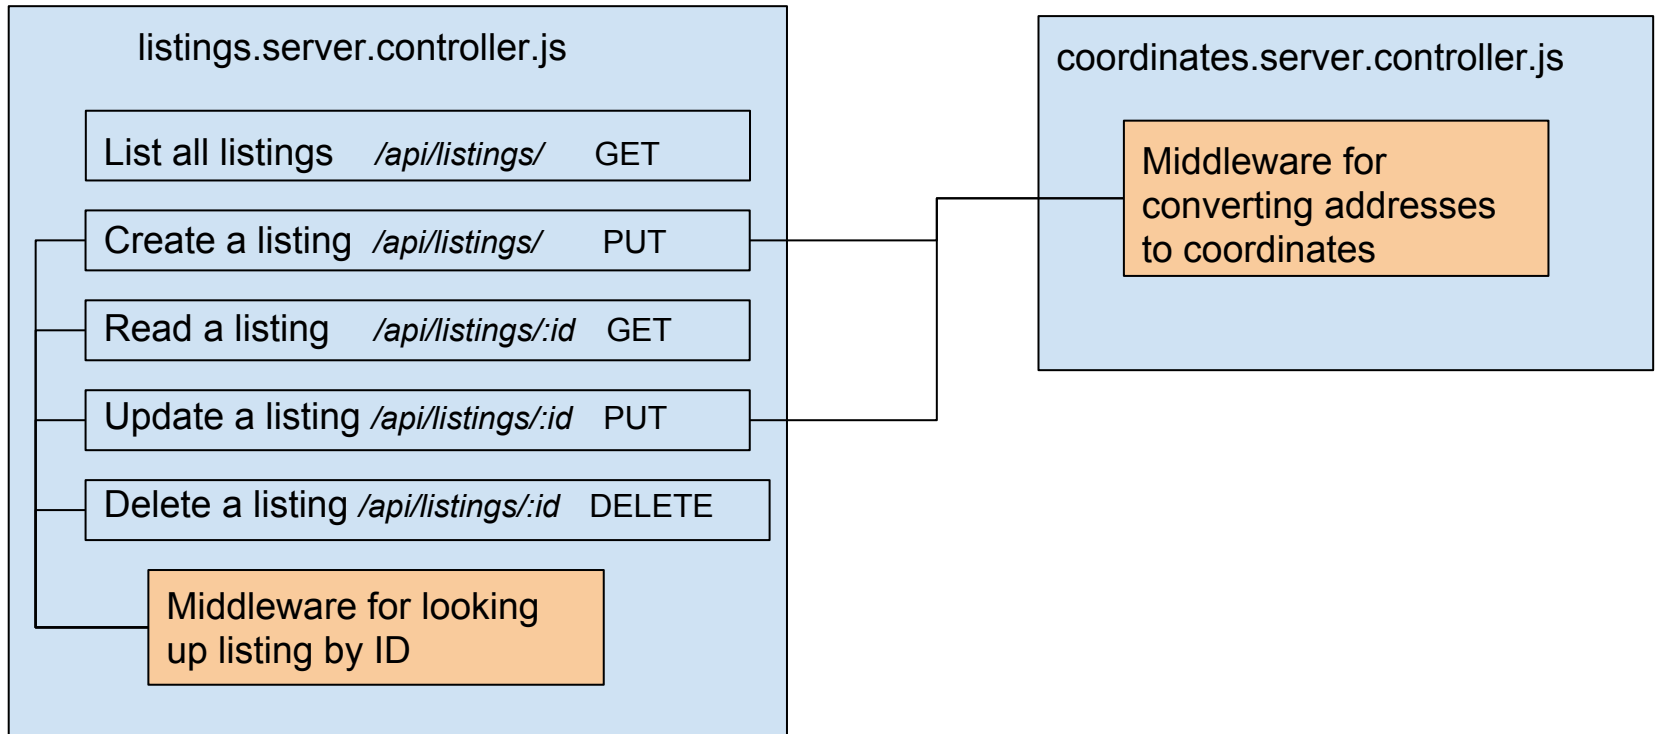 listings.server.controller.js
List all listings /api/listings/ GET
Create a listing /api/listings/ PUT
Read a listing /api/listings/:id GET
Update a listing /api/listings/:id PUT
Delete a listing /api/listings/:id DELETE
Middleware for looking
up listing by ID
coordinates.server.controller.js
Middleware for
converting addresses
to coordinates